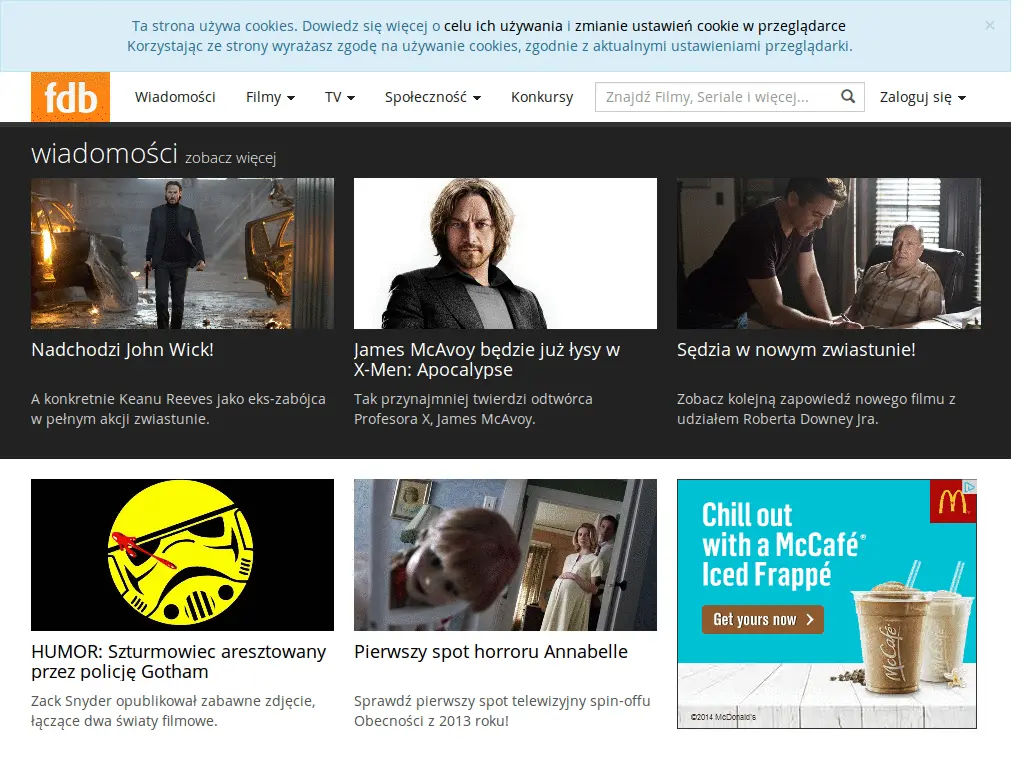 Ta strona używa cookies. Dowiedz się więcej o celu ich używania i zmianie ustawień cookie w przeglądarce
×
Korzystając ze strony wyrażasz zgodę na używanie cookies, zgodnie z aktualnymi ustawieniami przeglądarki.
fdb
Wiadomości
Filmy
TV
Społeczność
Konkursy
Znajdź Filmy, Seriale i więcej...
Zaloguj się
wiadomości zobacz więcej
Nadchodzi John Wick!
A konkretnie Keanu Reeves jako eks-zabójca
w pełnym akcji zwiastunie.
James McAvoy będzie już łysy w
X-Men: Apocalypse
Tak przynajmniej twierdzi odtwórca
Profesora X, James McAvoy.
Sędzia w nowym zwiastunie!
Zobacz kolejną zapowiedź nowego filmu z
udziałem Roberta Downey Jra.
HUMOR: Szturmowiec aresztowany
przez policję Gotham
Zack Snyder opublikował zabawne zdjęcie,
łączące dwa światy filmowe.
Pierwszy spot horroru Annabelle
Sprawdź pierwszy spot telewizyjny spin-offu
Obecności z 2013 roku!
Chill out
with a McCafé®
Iced Frappé
Get yours now
McCafé
©2014 McDonald's